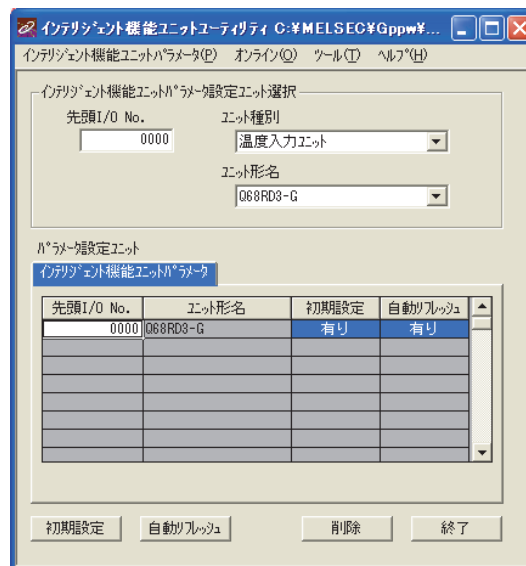 インテリジェント機能ユニットユーティリティ C:¥MELSEC¥Gppw¥...
インテリジェント機能ユニットパラメータ(P) オンライン(O) ツール(T) ヘルプ(H)
インテリジェント機能ユニットパラメータ設定ユニット選択
先頭I/O No. ユニット種別
0000 温度入力ユニット
ユニット形名
Q68RD3-G
パラメータ設定ユニット
インテリジェント機能ユニットパラメータ
先頭I/O No. ユニット形名 初期設定 自動リフレッシュ
0000 Q68RD3-G 有り 有り
初期設定 自動リフレッシュ 削除 終了